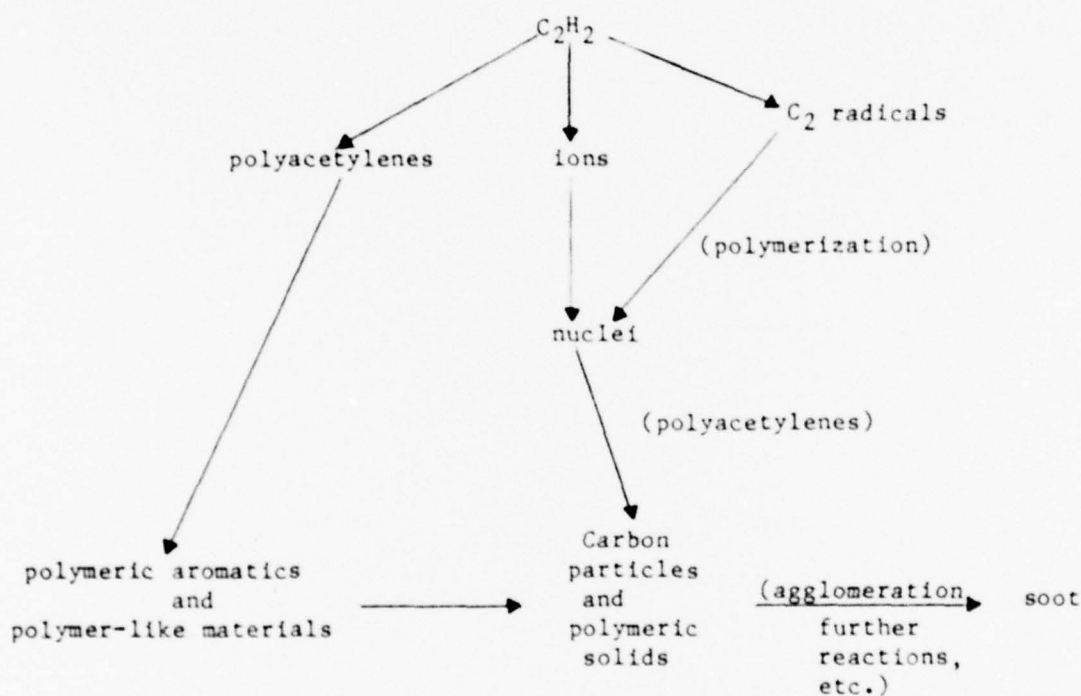 C2H2
C2 radicals
polyacetylenes
ions
(polymerization)
nuclei
(polyacetylenes)
Carbon
particles
and
polymeric
solids
polymeric aromatics
and
polymer-like materials
(agglomeration
further
reactions,
etc.)
soot